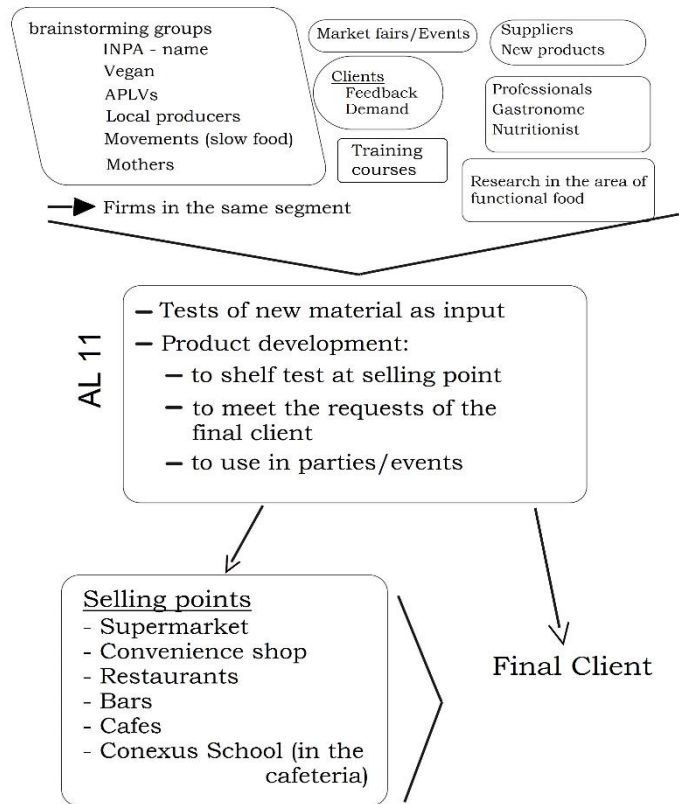 brainstorming groups
INPA - name
Vegan
APLVs
Local producers
Movements (slow food)
Mothers
Market fairs/Events
Clients
Feedback
Demand
Training
courses
Suppliers
New products
Professionals
Gastronome
Nutritionist
Research in the area of
functional food
Firms in the same segment
AL 11
– Tests of new material as input
– Product development:
– to shelf test at selling point
– to meet the requests of the
final client
– to use in parties/events
Selling points
- Supermarket
- Convenience shop
- Restaurants
- Bars
- Cafes
- Conexus School (in the
cafeteria)
Final Client